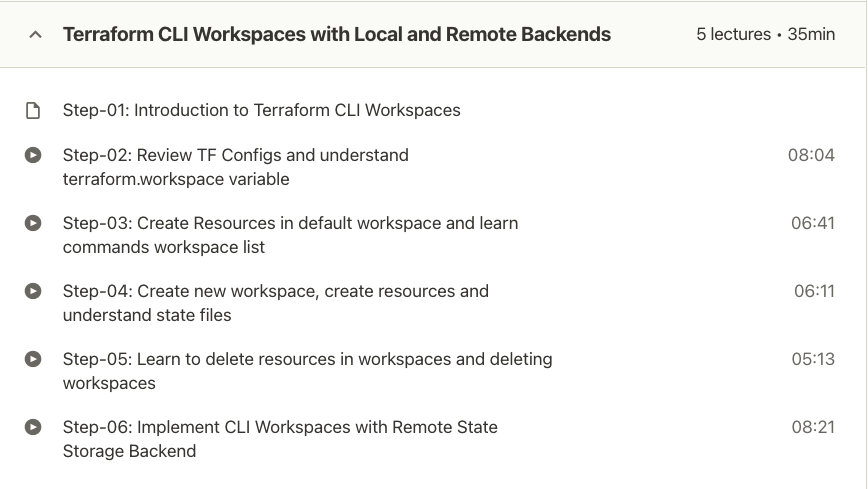 Terraform CLI Workspaces with Local and Remote Backends
5 lectures • 35min
Step-01: Introduction to Terraform CLI Workspaces
Step-02: Review TF Configs and understand
terraform.workspace variable
08:04
Step-03: Create Resources in default workspace and learn
commands workspace list
06:41
Step-04: Create new workspace, create resources and
understand state files
06:11
Step-05: Learn to delete resources in workspaces and deleting
workspaces
05:13
Step-06: Implement CLI Workspaces with Remote State
Storage Backend
08:21